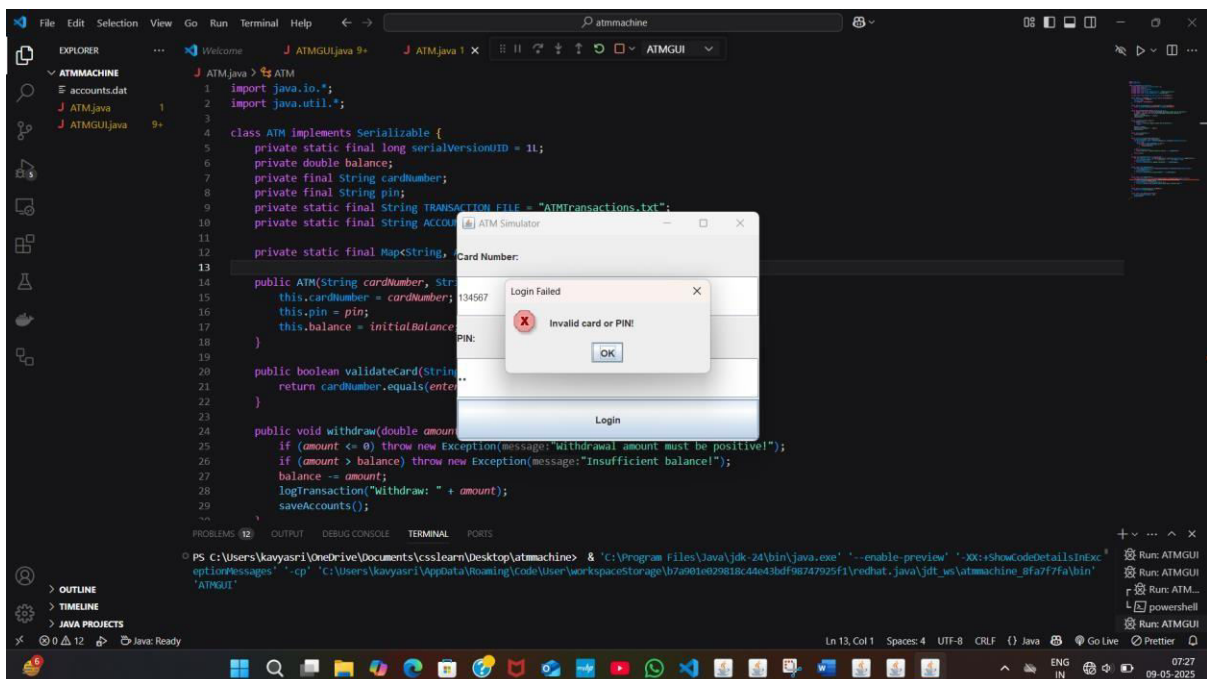 File Edit Selection View Go Run Terminal Help
atmmachine
EXPLORER
ATMMACHINE
accounts.dat
ATM.java 1
ATMGUI.java 9+
OUTLINE
TIMELINE
JAVA PROJECTS
Welcome
ATMGUI.java 9+
ATM.java 1
ATMGUI
ATM.java > ATM
1 import java.io.*;
2 import java.util.*;
3
4 class ATM implements Serializable {
5 private static final long serialVersionUID = 1L;
6 private double balance;
7 private final String cardNumber;
8 private final String pin;
9 private static final String TRANSACTION_FILE = "ATMTransactions.txt";
10 private static final String ACCOU
11
12 private static final Map<String,
13
14 public ATM(String cardNumber, Stri
15 this.cardNumber = cardNumber;
16 this.pin = pin;
17 this.balance = initialBalance
18 }
19
20 public boolean validateCard(String
21 return cardNumber.equals(enter
22 }
23
24 public void withdraw(double amoun
25 if (amount <= 0) throw new Exception(message:"Withdrawal amount must be positive!");
26 if (amount > balance) throw new Exception(message:"Insufficient balance!");
27 balance -= amount;
28 logTransaction("Withdraw: " + amount);
29 saveAccounts();
ATM Simulator
Card Number:
134567
PIN:
Login
Login Failed
Invalid card or PIN!
OK
PROBLEMS 12 OUTPUT DEBUG CONSOLE TERMINAL PORTS
PS C:\Users\kavyasri\OneDrive\Documents\csslearn\Desktop\atmmachine> & 'C:\Program Files\Java\jdk-24\bin\java.exe' '--enable-preview' '-XX:+ShowCodeDetailsInExc
eptionMessages' '-cp' 'C:\Users\kavyasri\AppData\Roaming\Code\User\workspaceStorage\b7a901e029818c44e43bdf98747925f1\redhat.java\jdt_ws\atmmachine_8fa7f7fa\bin'
'ATMGUI'
Run: ATMGUI
Run: ATMGUI
Run: ATM...
powershell
Run: ATMGUI
0 12 Java: Ready
Ln 13, Col 1 Spaces: 4 UTF-8 CRLF {} Java Go Live Prettier
ENG
IN
07:27
09-05-2025